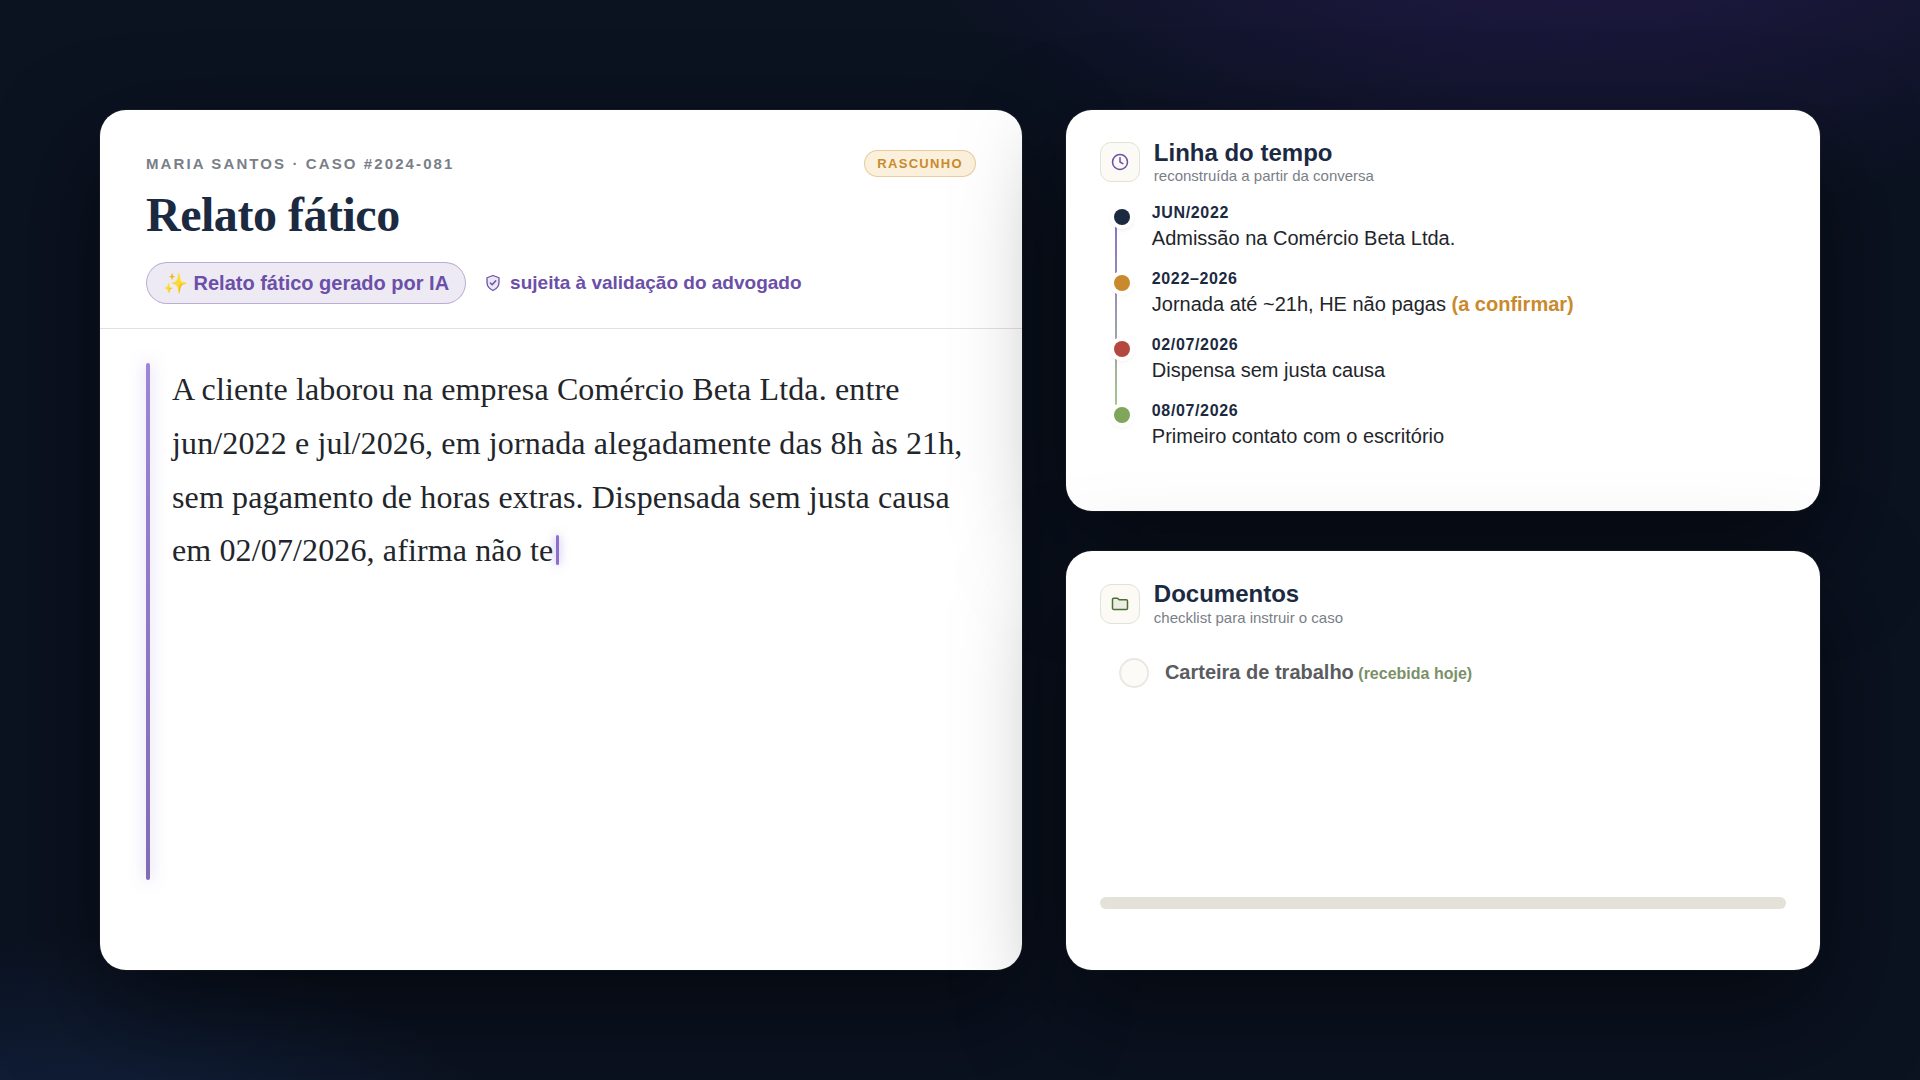 MARIA SANTOS · CASO #2024-081
RASCUNHO
Relato fático
✨ Relato fático gerado por IA
sujeita à validação do advogado
A cliente laborou na empresa Comércio Beta Ltda. entre
jun/2022 e jul/2026, em jornada alegadamente das 8h às 21h,
sem pagamento de horas extras. Dispensada sem justa causa
em 02/07/2026, afirma não te
Linha do tempo
reconstruída a partir da conversa
JUN/2022
Admissão na Comércio Beta Ltda.
2022–2026
Jornada até ~21h, HE não pagas (a confirmar)
02/07/2026
Dispensa sem justa causa
08/07/2026
Primeiro contato com o escritório
Documentos
checklist para instruir o caso
Carteira de trabalho (recebida hoje)